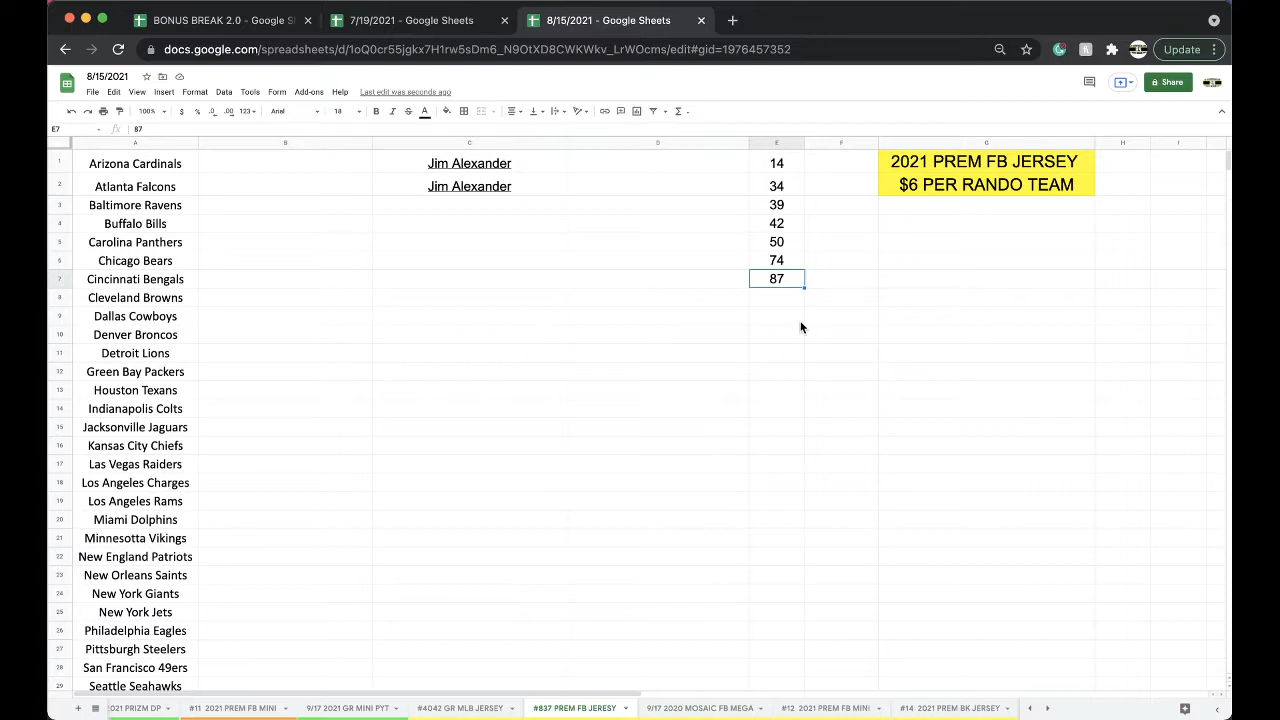 BONUS BREAK 2.0 - Google S × 7/19/2021 - Google Sheets × 8/15/2021 - Google Sheets × +
docs.google.com/spreadsheets/d/1oQ0cr55jgkx7H1rw5sDm6_N9OtXD8CWKWkv_LrWOcms/edit#gid=1976457352 Update
8/15/2021
File Edit View Insert Format Data Tools Form Add-ons Help Last edit was seconds ago Share
100% $ % .0 .00 123 Arial 18 B I S A
E7 fx 87
A B C D E F G H I
1 Arizona Cardinals Jim Alexander 14 2021 PREM FB JERSEY
2 Atlanta Falcons Jim Alexander 34 $6 PER RANDO TEAM
3 Baltimore Ravens 39
4 Buffalo Bills 42
5 Carolina Panthers 50
6 Chicago Bears 74
7 Cincinnati Bengals 87
8 Cleveland Browns
9 Dallas Cowboys
10 Denver Broncos
11 Detroit Lions
12 Green Bay Packers
13 Houston Texans
14 Indianapolis Colts
15 Jacksonville Jaguars
16 Kansas City Chiefs
17 Las Vegas Raiders
18 Los Angeles Charges
19 Los Angeles Rams
20 Miami Dolphins
21 Minnesota Vikings
22 New England Patriots
23 New Orleans Saints
24 New York Giants
25 New York Jets
26 Philadelphia Eagles
27 Pittsburgh Steelers
28 San Francisco 49ers
29 Seattle Seahawks
+ 2021 PRIZM DP #11 2021 PREM FB MINI 9/17 2021 GR MINI PYT #4042 GR MLB JERSEY #837 PREM FB JERESY 9/17 2020 MOSAIC FB MEGA #12 2021 PREM FB MINI #14 2021 PREM BK JERSEY